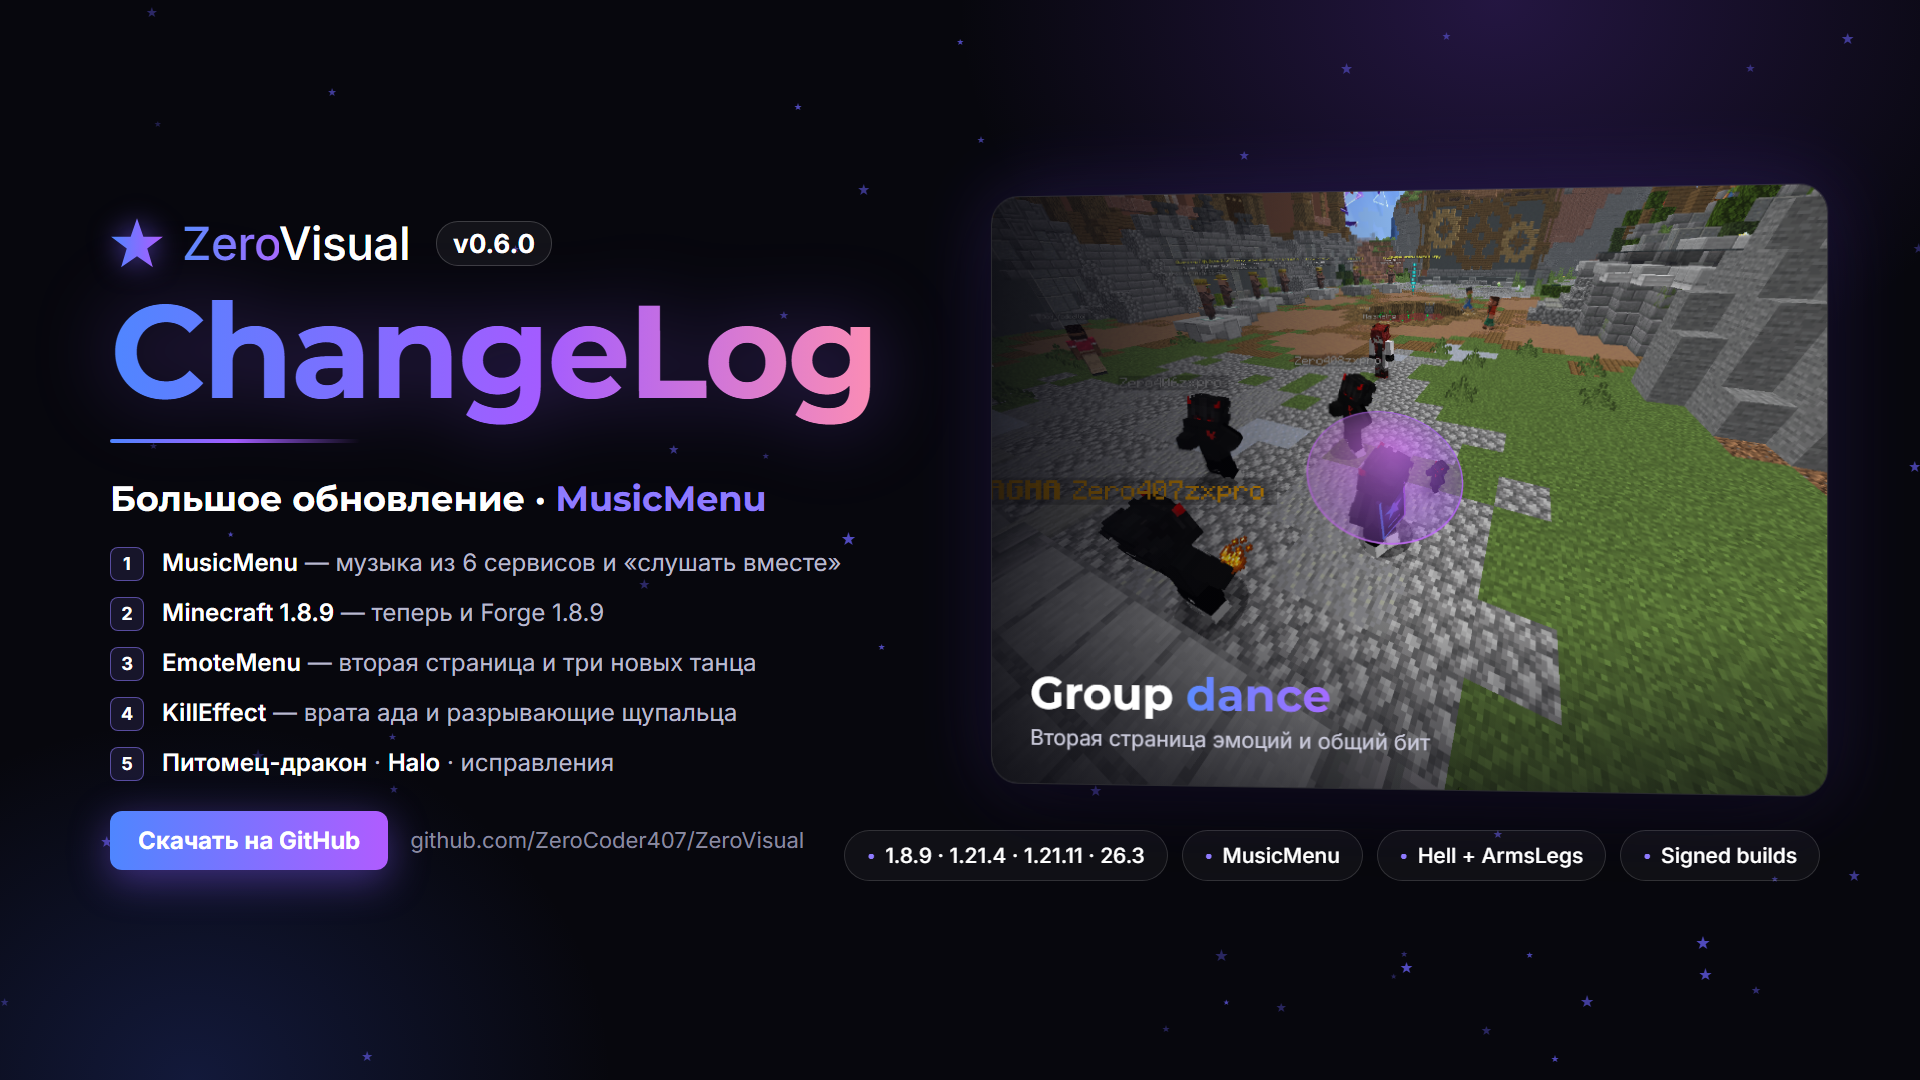 ZeroVisual v0.6.0
ChangeLog
Большое обновление · MusicMenu
1 MusicMenu — музыка из 6 сервисов и «слушать вместе»
2 Minecraft 1.8.9 — теперь и Forge 1.8.9
3 EmoteMenu — вторая страница и три новых танца
4 KillEffect — врата ада и разрывающие щупальца
5 Питомец-дракон · Halo · исправления
Скачать на GitHub
github.com/ZeroCoder407/ZeroVisual
Zero407zxpro
Group dance
Вторая страница эмоций и общий бит
• 1.8.9 · 1.21.4 · 1.21.11 · 26.3
• MusicMenu
• Hell + ArmsLegs
• Signed builds